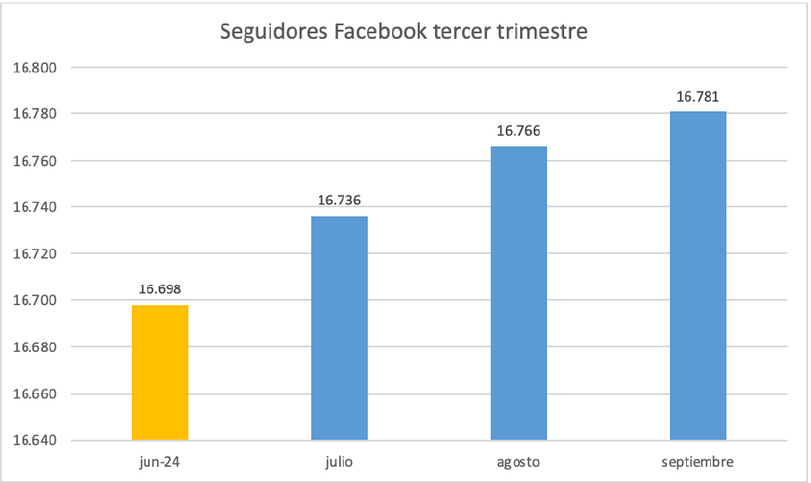 Seguidores Facebook tercer trimestre
16.800
16.780
16.760
16.740
16.720
16.700
16.680
16.660
16.640
16.698
16.736
16.766
16.781
jun-24
julio
agosto
septiembre